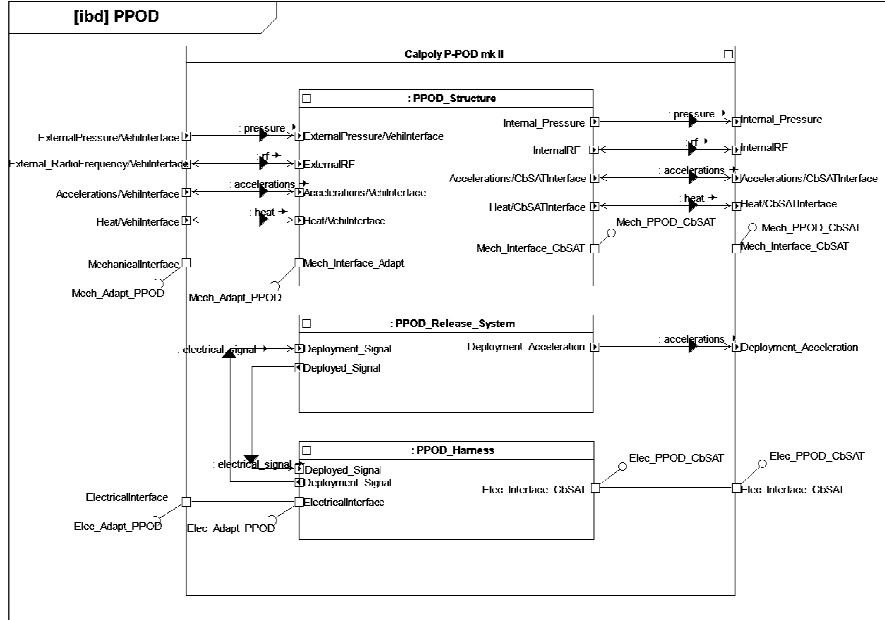 [ibd] PPOD
Calpoly P-POD mk II
: PPOD_Structure
: pressure
ExternalPressure/VehiInterface
ExternalPressure/VehiInterface
Internal_Pressure
: pressure
Internal_Pressure
: rf
External_RadioFrequency/VehiInterface
ExternalRF
InternalRF
: rf
InternalRF
: accelerations
Accelerations/VehiInterface
Accelerations/VehiInterface
Accelerations/CbSATInterface
: accelerations
Accelerations/CbSATInterface
: heat
Heat/VehiInterface
Heat/VehiInterface
Heat/CbSATInterface
: heat
Heat/CbSATInterface
Mech_PPOD_CbSAT
Mech_PPOD_CbSAT
Mech_Interface_CbSAT
Mech_Interface_CbSAT
MechanicalInterface
Mech_Interface_Adapt
Mech_Adapt_PPOD
Mech_Adapt_PPOD
: PPOD_Release_System
: electrical_signal
Deployment_Signal
Deployment_Acceleration
: accelerations
Deployment_Acceleration
Deployed_Signal
: PPOD_Harness
: electrical_signal
Deployed_Signal
Deployment_Signal
Elec_PPOD_CbSAT
Elec_PPOD_CbSAT
Elec_Interface_CbSAT
Elec_Interface_CbSAT
ElectricalInterface
ElectricalInterface
Elec_Adapt_PPOD
Elec_Adapt_PPOD